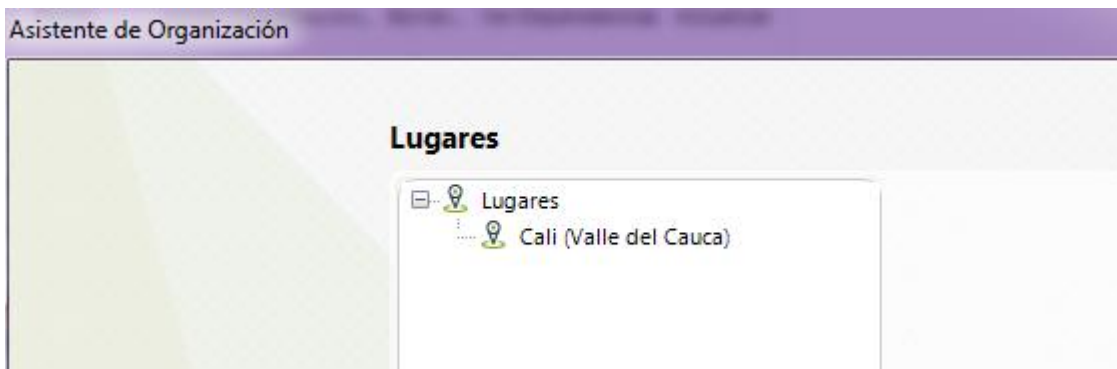 Asistente de Organización
Lugares
Lugares
Cali (Valle del Cauca)